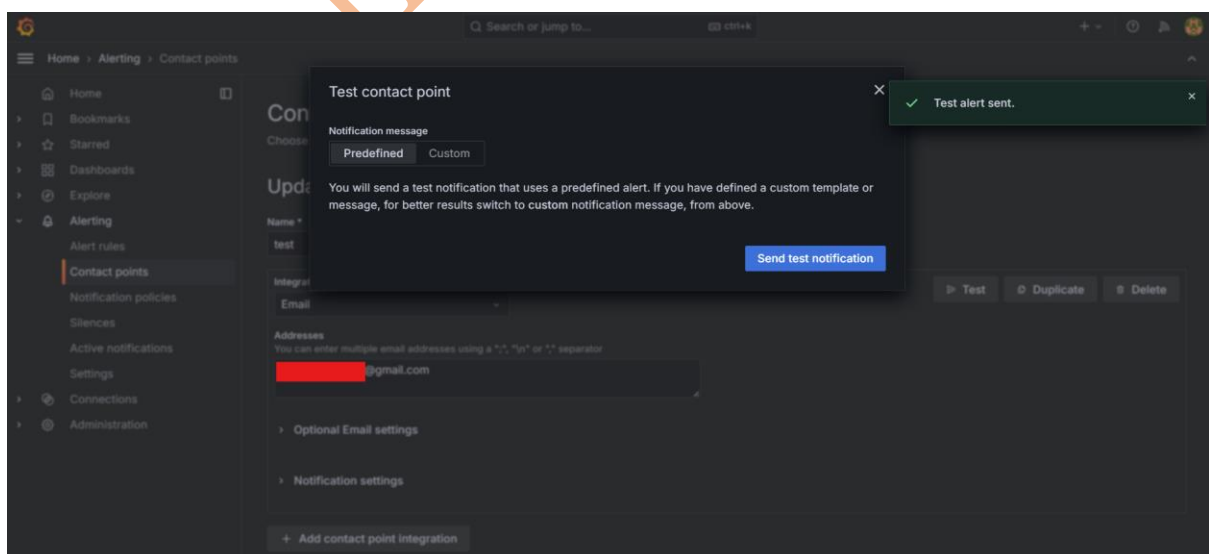 Search or jump to...
ctrl+k
Home › Alerting › Contact points
Home
Bookmarks
Starred
Dashboards
Explore
Alerting
Alert rules
Contact points
Notification policies
Silences
Active notifications
Settings
Connections
Administration
Con
Choose
Upda
Name *
test
Integrat
Email
Addresses
You can enter multiple email addresses using a ";", "\n" or "," separator
@gmail.com
Optional Email settings
Notification settings
+ Add contact point integration
Test
Duplicate
Delete
Test contact point
Notification message
Predefined Custom
You will send a test notification that uses a predefined alert. If you have defined a custom template or
message, for better results switch to custom notification message, from above.
Send test notification
Test alert sent.